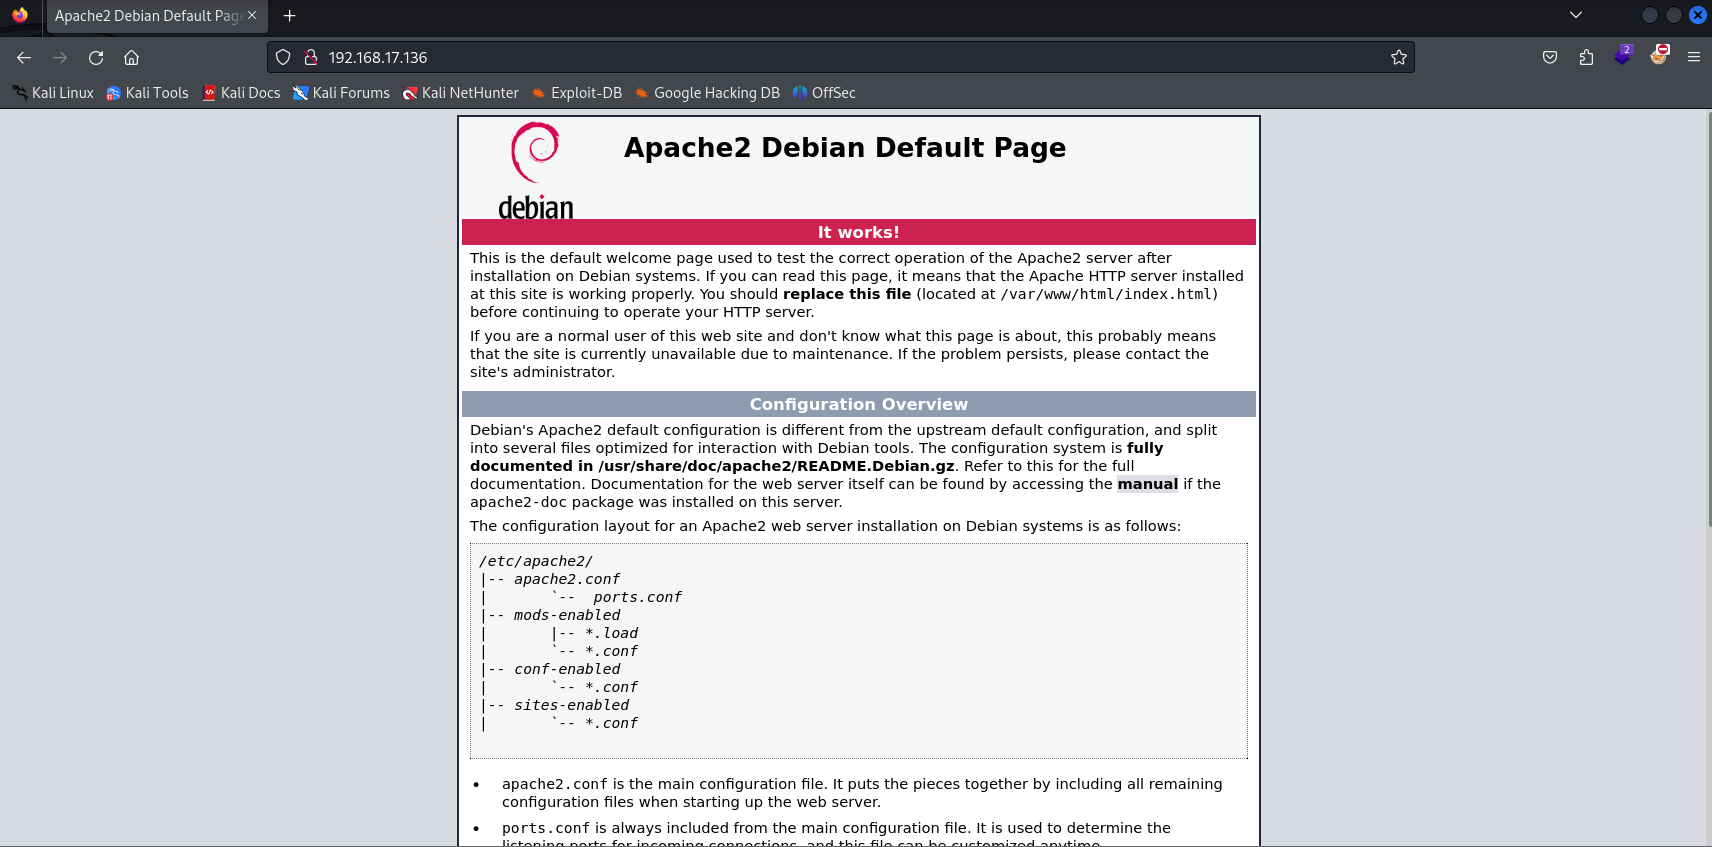 Apache2 Debian Default Page
192.168.17.136
2
Kali Linux Kali Tools Kali Docs Kali Forums Kali NetHunter Exploit-DB Google Hacking DB OffSec
debian
Apache2 Debian Default Page
It works!
This is the default welcome page used to test the correct operation of the Apache2 server after
installation on Debian systems. If you can read this page, it means that the Apache HTTP server installed
at this site is working properly. You should replace this file (located at /var/www/html/index.html)
before continuing to operate your HTTP server.
If you are a normal user of this web site and don't know what this page is about, this probably means
that the site is currently unavailable due to maintenance. If the problem persists, please contact the
site's administrator.
Configuration Overview
Debian's Apache2 default configuration is different from the upstream default configuration, and split
into several files optimized for interaction with Debian tools. The configuration system is fully
documented in /usr/share/doc/apache2/README.Debian.gz. Refer to this for the full
documentation. Documentation for the web server itself can be found by accessing the manual if the
apache2-doc package was installed on this server.
The configuration layout for an Apache2 web server installation on Debian systems is as follows:
/etc/apache2/
|-- apache2.conf
|       `--  ports.conf
|-- mods-enabled
|       |-- *.load
|       `-- *.conf
|-- conf-enabled
|       `-- *.conf
|-- sites-enabled
|       `-- *.conf
• apache2.conf is the main configuration file. It puts the pieces together by including all remaining
configuration files when starting up the web server.
• ports.conf is always included from the main configuration file. It is used to determine the
listening ports for incoming connections, and this file can be customized anytime.